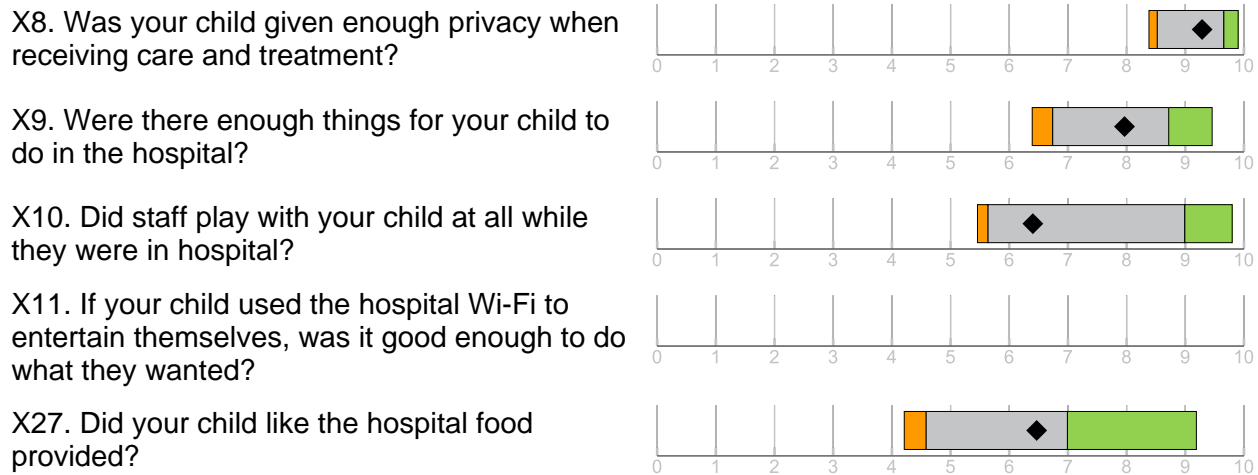 X8. Was your child given enough privacy when
receiving care and treatment?
0 1 2 3 4 5 6 7 8 9 10
X9. Were there enough things for your child to
do in the hospital?
0 1 2 3 4 5 6 7 8 9 10
X10. Did staff play with your child at all while
they were in hospital?
0 1 2 3 4 5 6 7 8 9 10
X11. If your child used the hospital Wi-Fi to
entertain themselves, was it good enough to do
what they wanted?
0 1 2 3 4 5 6 7 8 9 10
X27. Did your child like the hospital food
provided?
0 1 2 3 4 5 6 7 8 9 10